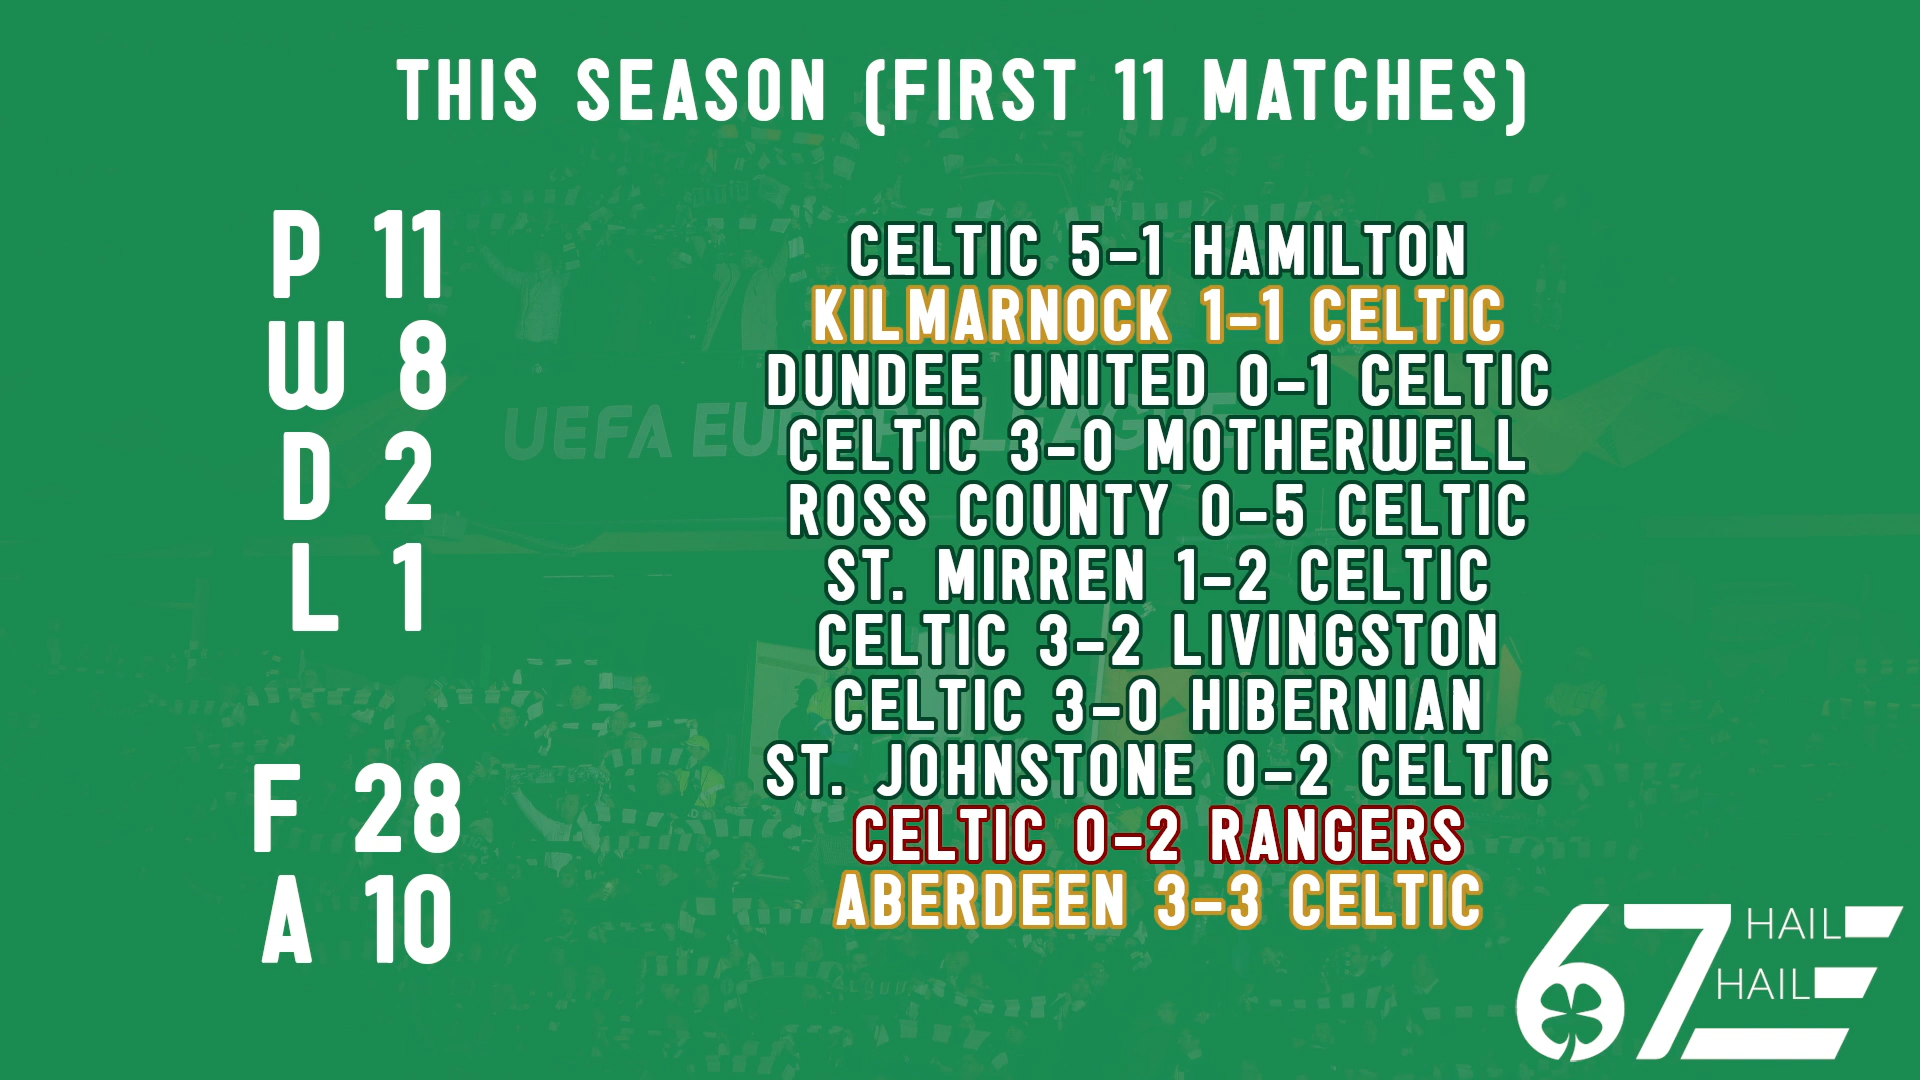 THIS SEASON (FIRST 11 MATCHES)
P 11
W 8
D 2
L 1
F 28
A 10
CELTIC 5-1 HAMILTON
KILMARNOCK 1-1 CELTIC
DUNDEE UNITED 0-1 CELTIC
CELTIC 3-0 MOTHERWELL
ROSS COUNTY 0-5 CELTIC
ST. MIRREN 1-2 CELTIC
CELTIC 3-2 LIVINGSTON
CELTIC 3-0 HIBERNIAN
ST. JOHNSTONE 0-2 CELTIC
CELTIC 0-2 RANGERS
ABERDEEN 3-3 CELTIC
UEFA EUROPA LEAGUE
67 HAIL
HAIL